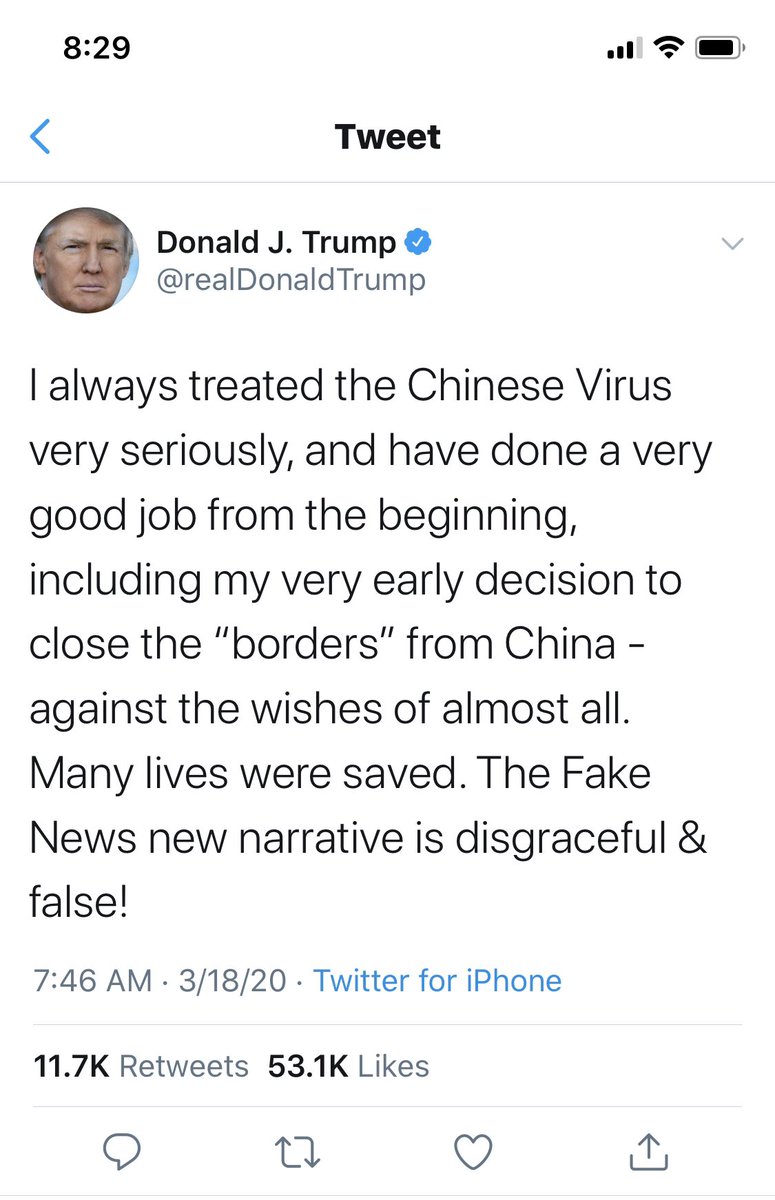 8:29
Tweet
Donald J. Trump
@realDonaldTrump
I always treated the Chinese Virus
very seriously, and have done a very
good job from the beginning,
including my very early decision to
close the “borders” from China -
against the wishes of almost all.
Many lives were saved. The Fake
News new narrative is disgraceful &
false!
7:46 AM · 3/18/20 · Twitter for iPhone
11.7K Retweets 53.1K Likes